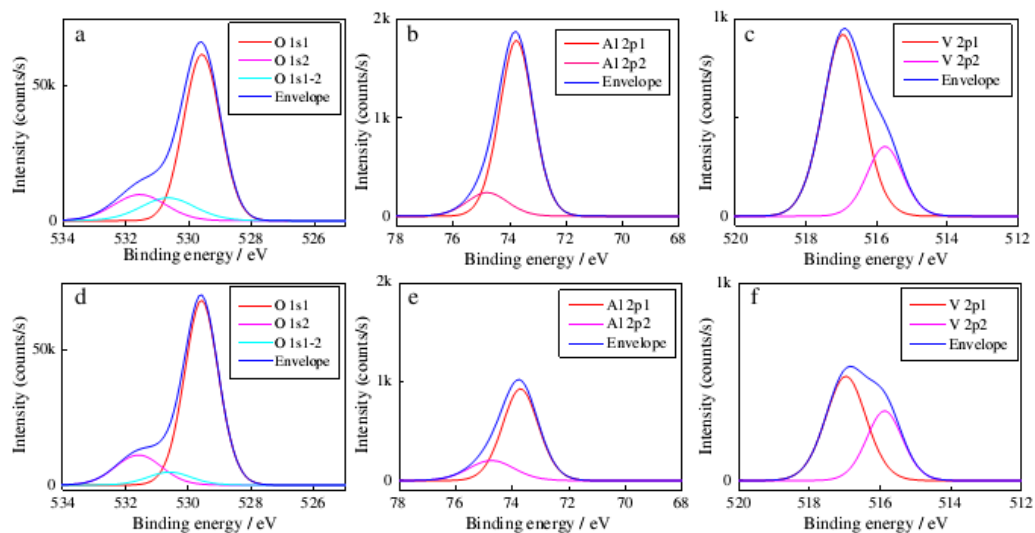 a
O 1s1
O 1s2
O 1s1-2
Envelope
50k
0
534
532
530
528
526
Intensity (counts/s)
Binding energy / eV
b
Al 2p1
Al 2p2
Envelope
2k
1k
0
78
76
74
72
70
68
Intensity (counts/s)
Binding energy / eV
c
V 2p1
V 2p2
Envelope
1k
0
520
518
516
514
512
Intensity (counts/s)
Binding energy / eV
d
O 1s1
O 1s2
O 1s1-2
Envelope
50k
0
534
532
530
528
526
Intensity (counts/s)
Binding energy / eV
e
Al 2p1
Al 2p2
Envelope
2k
1k
0
78
76
74
72
70
68
Intensity (counts/s)
Binding energy / eV
f
V 2p1
V 2p2
Envelope
1k
0
520
518
516
514
512
Intensity (counts/s)
Binding energy / eV